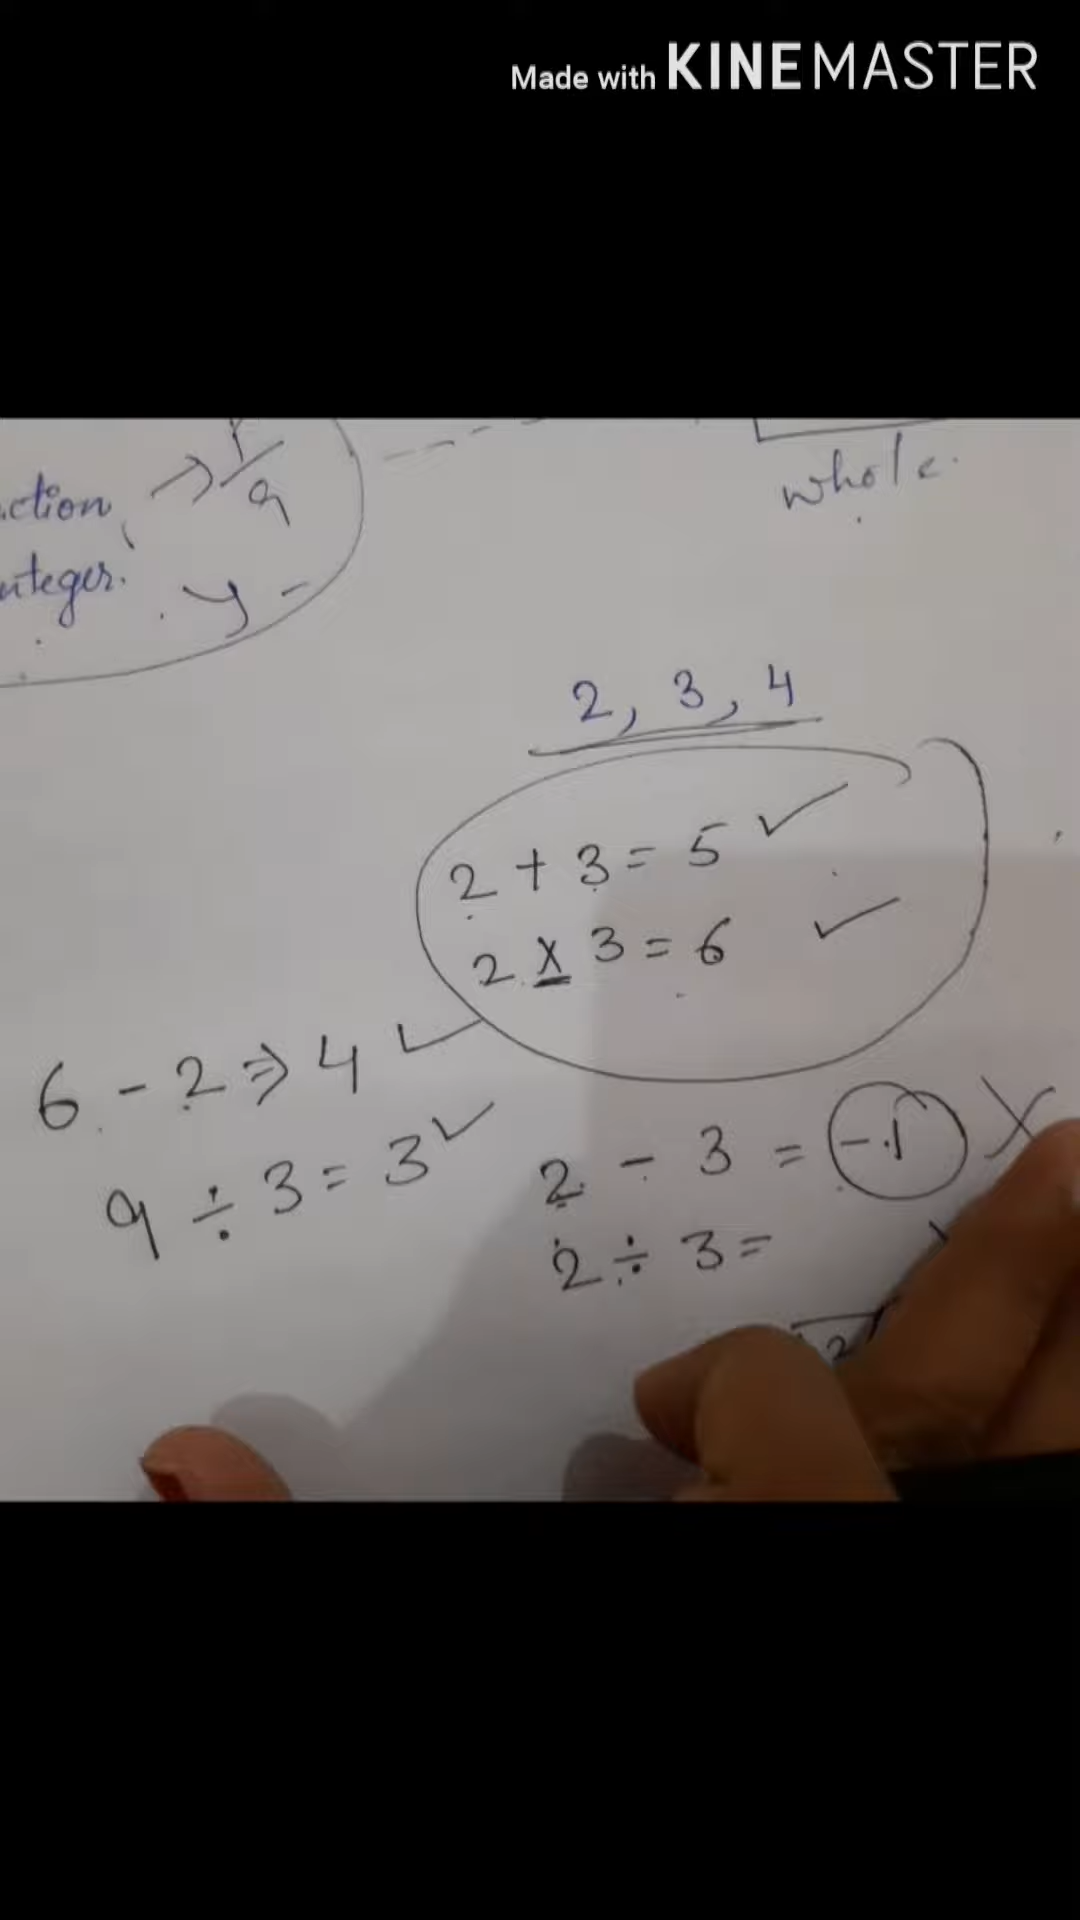 Made with KINEMASTER
ction, → P/q
nteger.
whole.
2, 3, 4
2 + 3 = 5 ✓
2 x 3 = 6 ✓
6 - 2 ⇒ 4 ✓
9 ÷ 3 = 3 ✓
2 - 3 = -1 X
2 ÷ 3 =
2